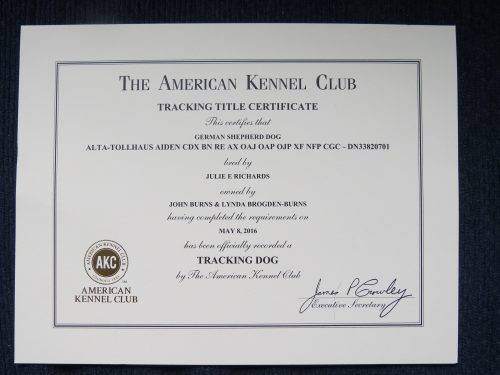 THE AMERICAN KENNEL CLUB
TRACKING TITLE CERTIFICATE
This certifies that
GERMAN SHEPHERD DOG
ALTA-TOLLHAUS AIDEN CDX BN RE AX OAJ OAP OJP XF NFP CGC - DN33820701
bred by
JULIE E RICHARDS
owned by
JOHN BURNS & LYNDA BROGDEN-BURNS
having completed the requirements on
MAY 8, 2016
has been officially recorded a
TRACKING DOG
by The American Kennel Club
AMERICAN KENNEL CLUB
AKC
AMERICAN
KENNEL CLUB
James P Crowley
Executive Secretary